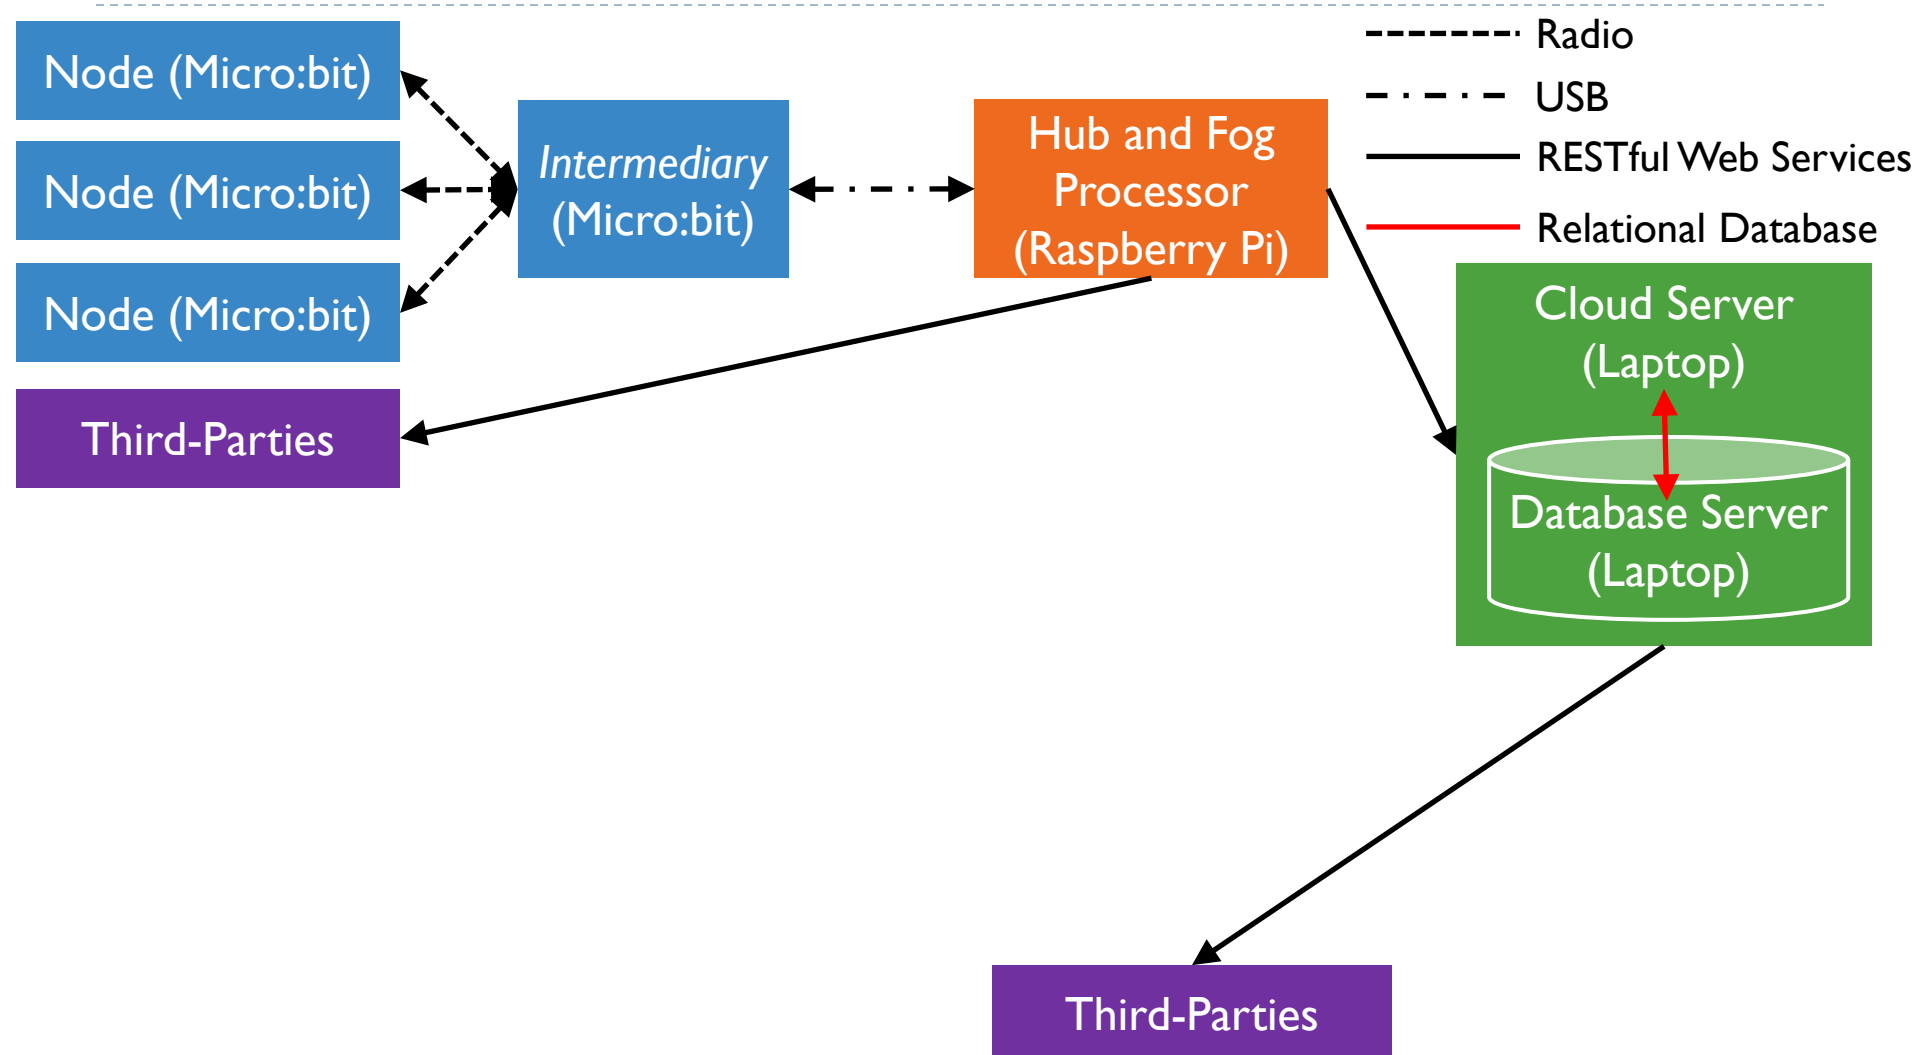 Node (Micro:bit)
Node (Micro:bit)
Node (Micro:bit)
Third-Parties
Intermediary
(Micro:bit)
Hub and Fog
Processor
(Raspberry Pi)
Radio
USB
RESTful Web Services
Relational Database
Cloud Server
(Laptop)
Database Server
(Laptop)
Third-Parties